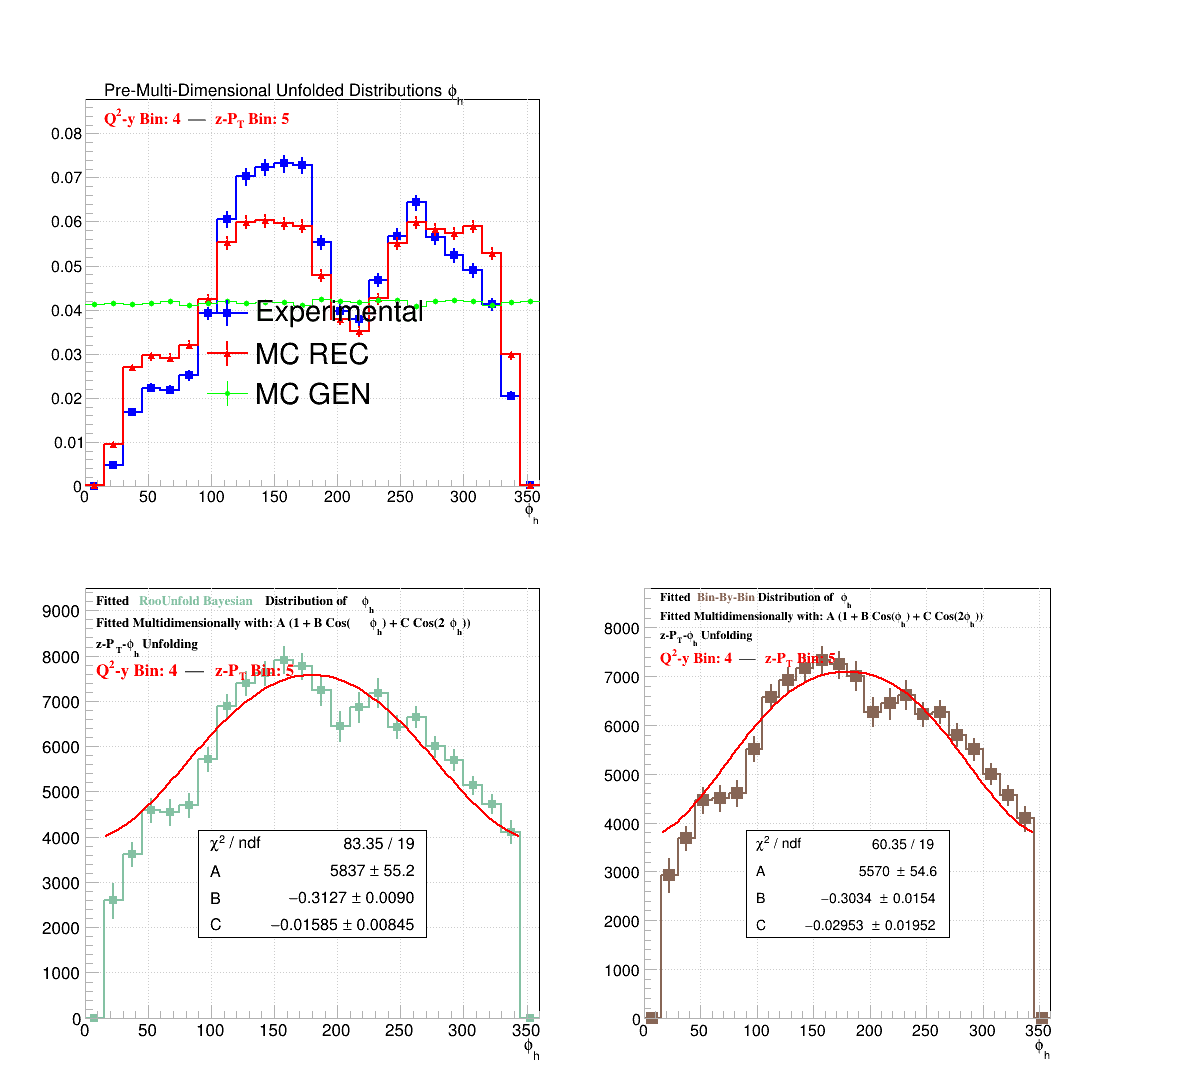 Pre-Multi-Dimensional Unfolded Distributions ϕh
Q²-y Bin: 4 — z-PT Bin: 5
0.08
0.07
0.06
0.05
0.04
0.03
0.02
0.01
0
Experimental
MC REC
MC GEN
0 50 100 150 200 250 300 350
ϕh
Fitted RooUnfold Bayesian Distribution of ϕh
Fitted Multidimensionally with: A (1 + B Cos( ϕh) + C Cos(2 ϕh))
z-PT-ϕh Unfolding
Q²-y Bin: 4 — z-PT Bin: 5
9000
8000
7000
6000
5000
4000
3000
2000
1000
0
χ² / ndf 83.35 / 19
A 5837 ± 55.2
B −0.3127 ± 0.0090
C −0.01585 ± 0.00845
0 50 100 150 200 250 300 350
ϕh
Fitted Bin-By-Bin Distribution of ϕh
Fitted Multidimensionally with: A (1 + B Cos(ϕh) + C Cos(2ϕh))
z-PT-ϕh Unfolding
Q²-y Bin: 4 — z-PT Bin: 5
8000
7000
6000
5000
4000
3000
2000
1000
0
χ² / ndf 60.35 / 19
A 5570 ± 54.6
B −0.3034 ± 0.0154
C −0.02953 ± 0.01952
0 50 100 150 200 250 300 350
ϕh